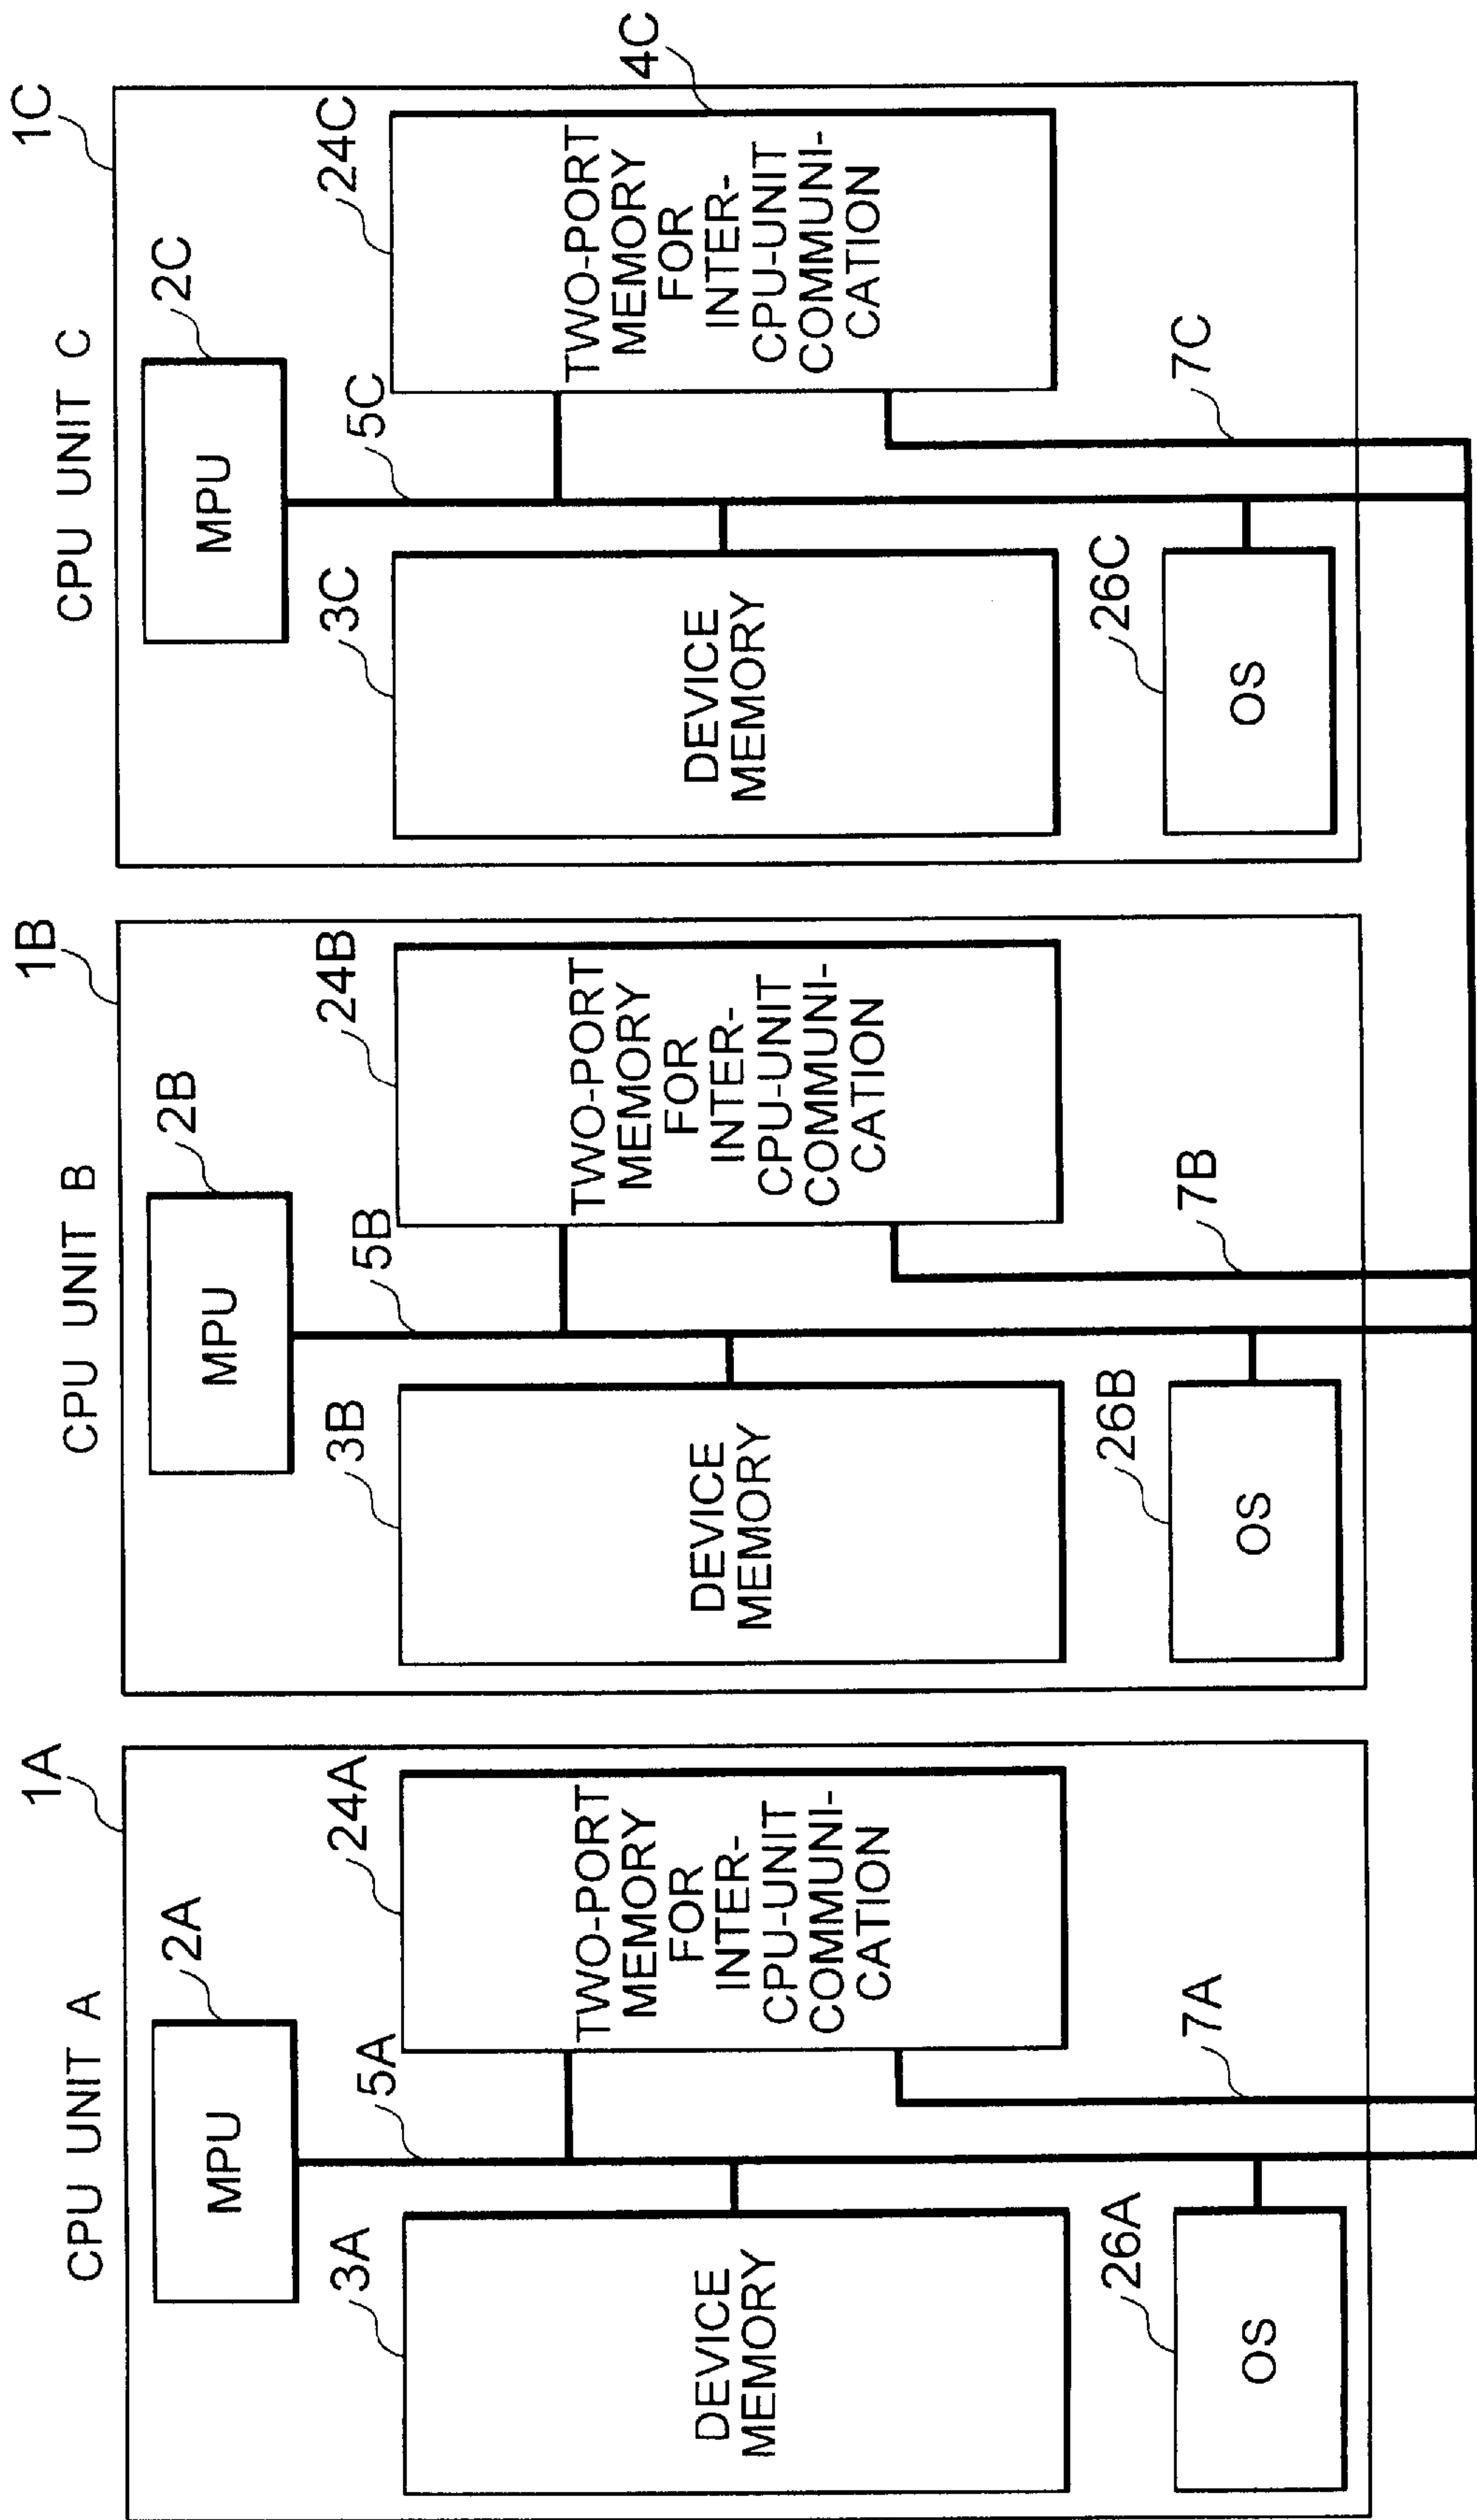 CPU UNIT A
1A
2A
MPU
5A
3A
DEVICE
MEMORY
24A
TWO-PORT
MEMORY
FOR
INTER-
CPU-UNIT
COMMUNI-
CATION
26A
OS
7A
CPU UNIT B
1B
2B
MPU
5B
3B
DEVICE
MEMORY
24B
TWO-PORT
MEMORY
FOR
INTER-
CPU-UNIT
COMMUNI-
CATION
26B
OS
7B
CPU UNIT C
1C
2C
MPU
5C
3C
DEVICE
MEMORY
24C
TWO-PORT
MEMORY
FOR
INTER-
CPU-UNIT
COMMUNI-
CATION
4C
26C
OS
7C